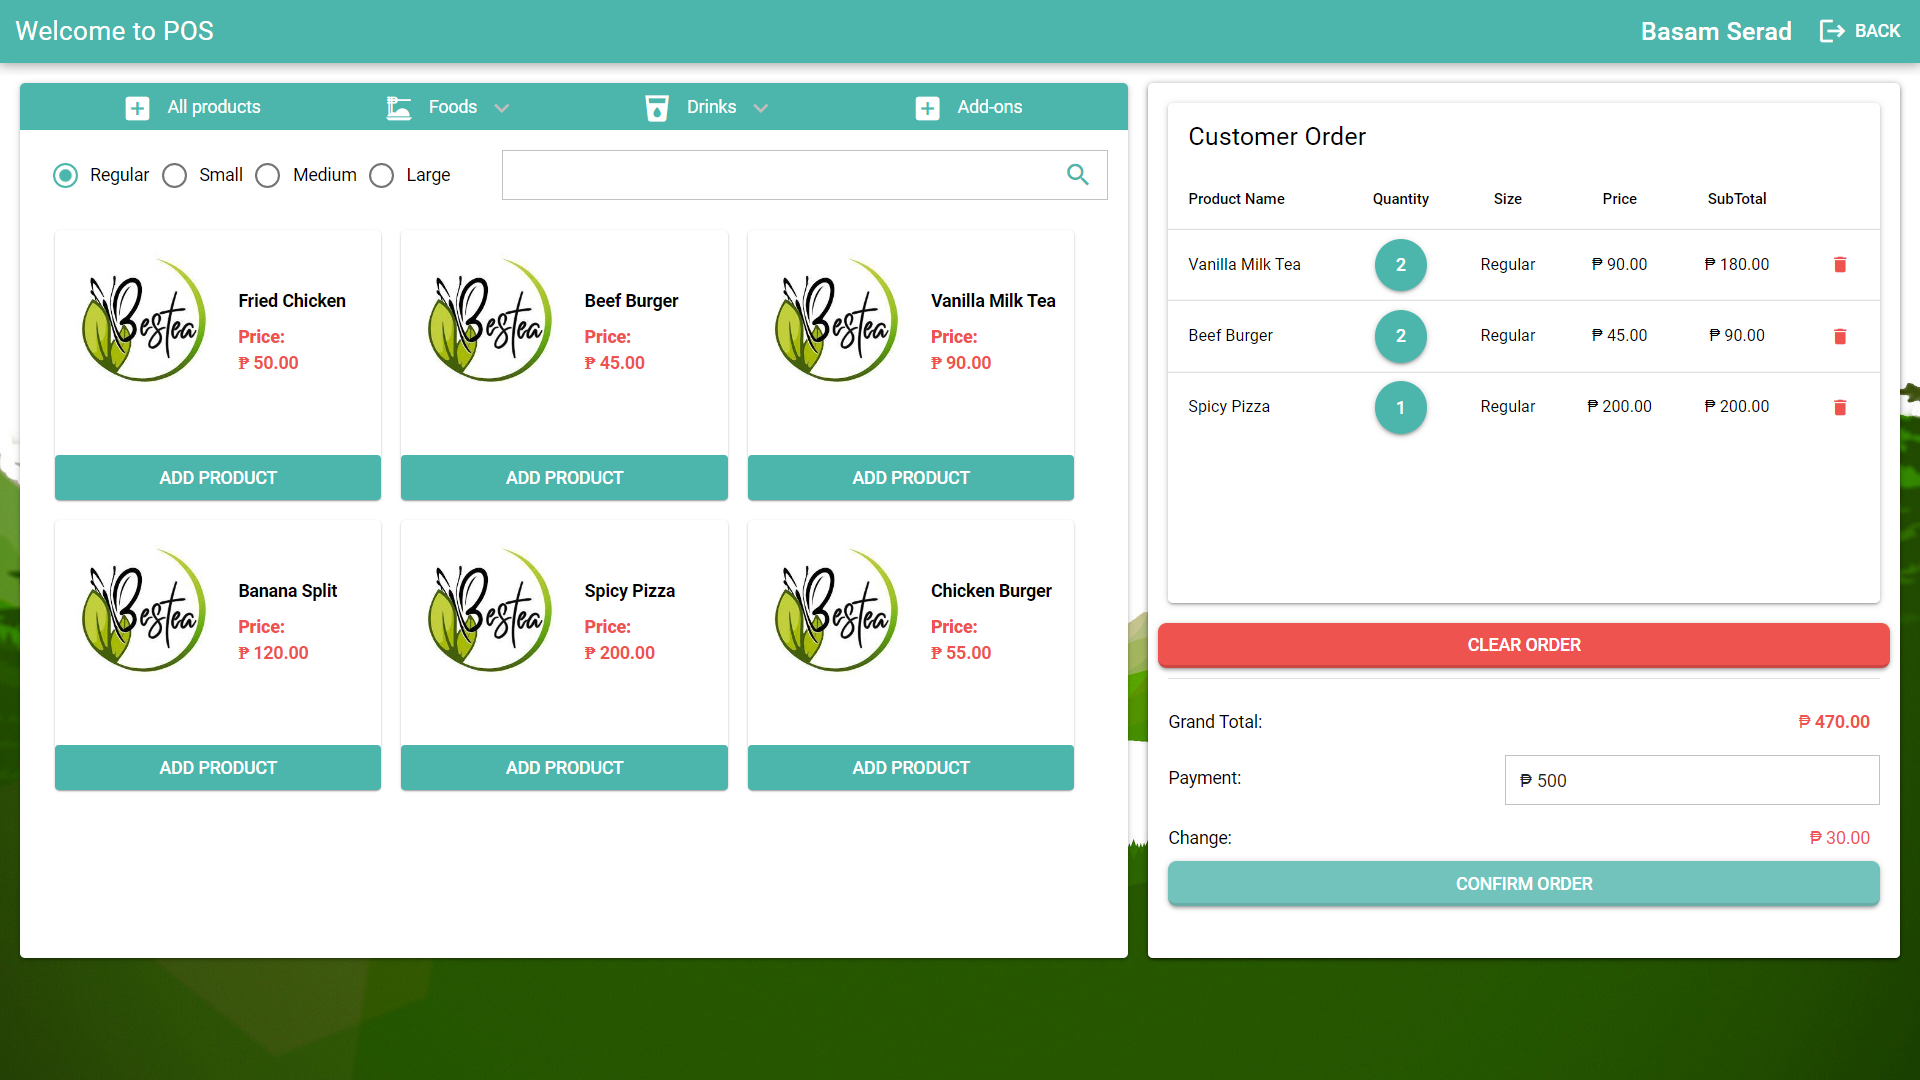 Welcome to POS
Basam Serad
BACK
All products
Foods
Drinks
Add-ons
Regular
Small
Medium
Large
Bestea
Fried Chicken
Price:
₱ 50.00
ADD PRODUCT
Bestea
Beef Burger
Price:
₱ 45.00
ADD PRODUCT
Bestea
Vanilla Milk Tea
Price:
₱ 90.00
ADD PRODUCT
Bestea
Banana Split
Price:
₱ 120.00
ADD PRODUCT
Bestea
Spicy Pizza
Price:
₱ 200.00
ADD PRODUCT
Bestea
Chicken Burger
Price:
₱ 55.00
ADD PRODUCT
Customer Order
Product Name Quantity Size Price SubTotal
Vanilla Milk Tea 2 Regular ₱ 90.00 ₱ 180.00
Beef Burger 2 Regular ₱ 45.00 ₱ 90.00
Spicy Pizza 1 Regular ₱ 200.00 ₱ 200.00
CLEAR ORDER
Grand Total: ₱ 470.00
Payment: ₱ 500
Change: ₱ 30.00
CONFIRM ORDER